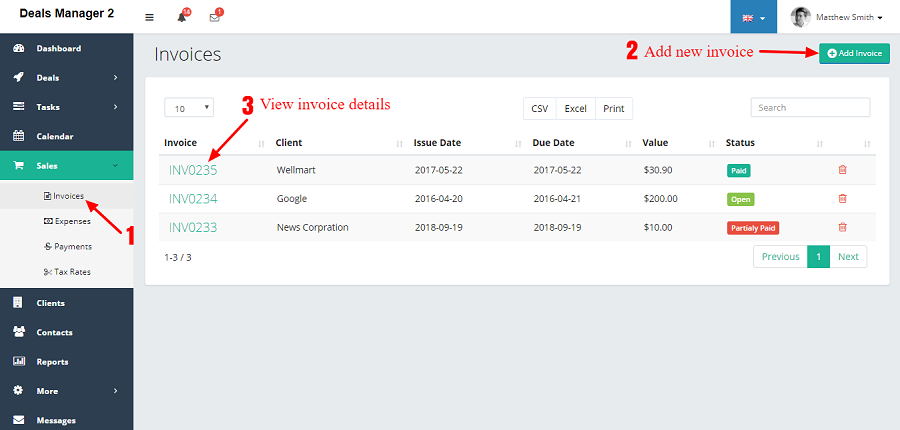 Deals Manager 2
14
1
Matthew Smith
Dashboard
Deals
Tasks
Calendar
Sales
Invoices
Expenses
Payments
Tax Rates
Clients
Contacts
Reports
More
Messages
1
Invoices
2 Add new invoice
Add Invoice
3 View invoice details
10
CSV Excel Print
Search
Invoice Client Issue Date Due Date Value Status
INV0235 Wellmart 2017-05-22 2017-05-22 $30.90 Paid
INV0234 Google 2016-04-20 2016-04-21 $200.00 Open
INV0233 News Corpration 2018-09-19 2018-09-19 $10.00 Partialy Paid
1-3 / 3
Previous 1 Next